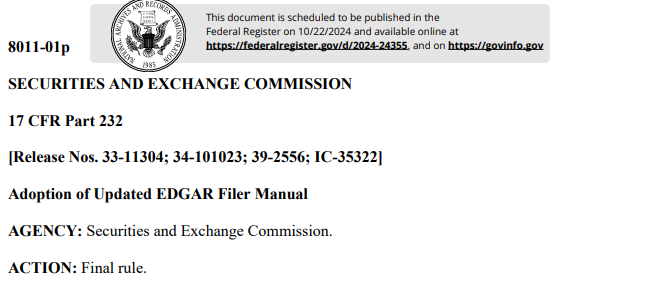 This document is scheduled to be published in the
Federal Register on 10/22/2024 and available online at
https://federalregister.gov/d/2024-24355, and on https://govinfo.gov
8011-01p
NATIONAL ARCHIVES AND RECORDS ADMINISTRATION
1985
SECURITIES AND EXCHANGE COMMISSION
17 CFR Part 232
[Release Nos. 33-11304; 34-101023; 39-2556; IC-35322]
Adoption of Updated EDGAR Filer Manual
AGENCY: Securities and Exchange Commission.
ACTION: Final rule.